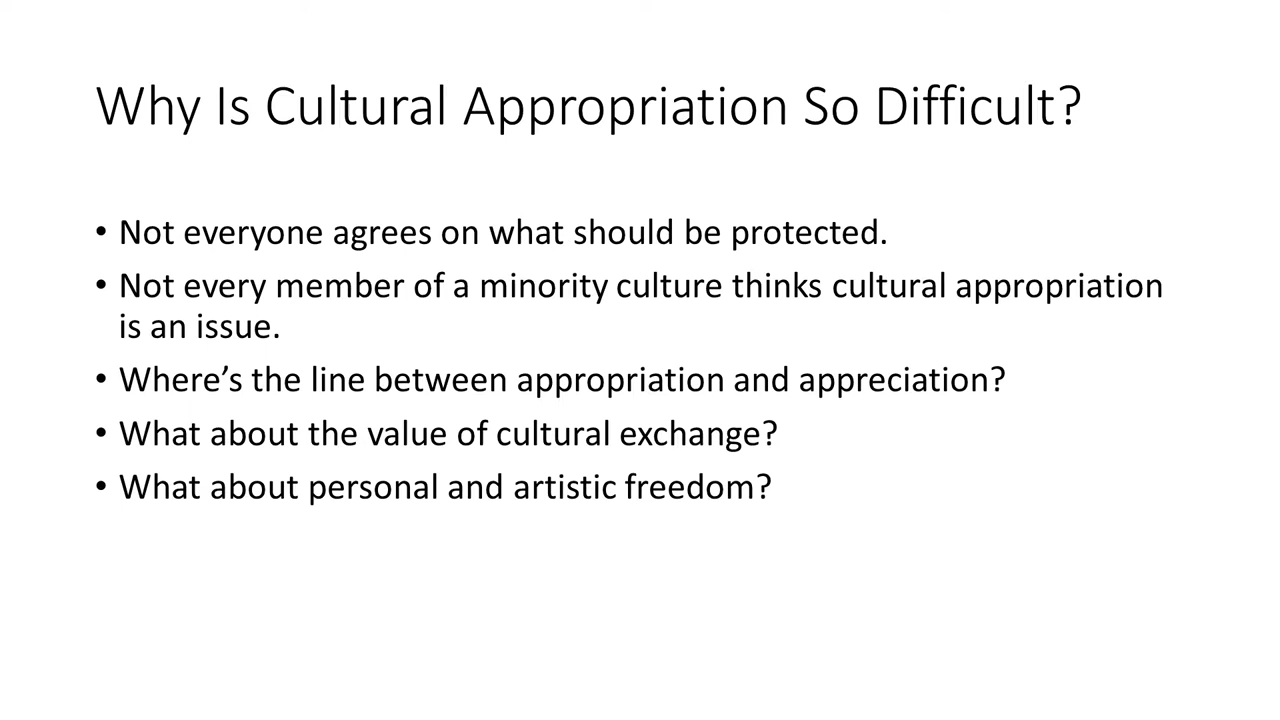 Why Is Cultural Appropriation So Difficult?
• Not everyone agrees on what should be protected.
• Not every member of a minority culture thinks cultural appropriation
is an issue.
• Where’s the line between appropriation and appreciation?
• What about the value of cultural exchange?
• What about personal and artistic freedom?